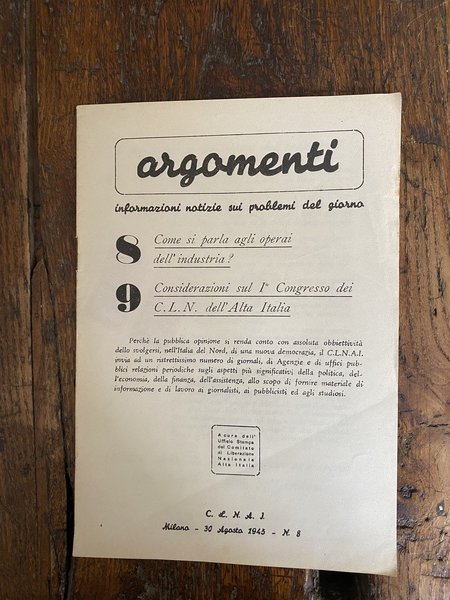 argomenti
informazioni notizie sui problemi del giorno
8 Come si parla agli operai
dell'industria?
9 Considerazioni sul I° Congresso dei
C.L.N. dell'Alta Italia
Perchè la pubblica opinione si renda conto con assoluta obbiettività
dello svolgersi, nell'Italia del Nord, di una nuova democrazia, il C.L.N.A.I.
invia ad un ristrettissimo numero di giornali, di Agenzie e di uffici pub-
blici relazioni periodiche sugli aspetti più significativi della politica, del-
l'economia, della finanza, dell'assistenza, allo scopo di fornire materiale di
informazione e di lavoro ai giornalisti, ai pubblicisti ed agli studiosi.
A cura dell'
Ufficio Stampa
del Comitato
di Liberazione
Nazionale
Alta Italia
C. L. N. A. I.
Milano - 30 Agosto 1945 - N. 8